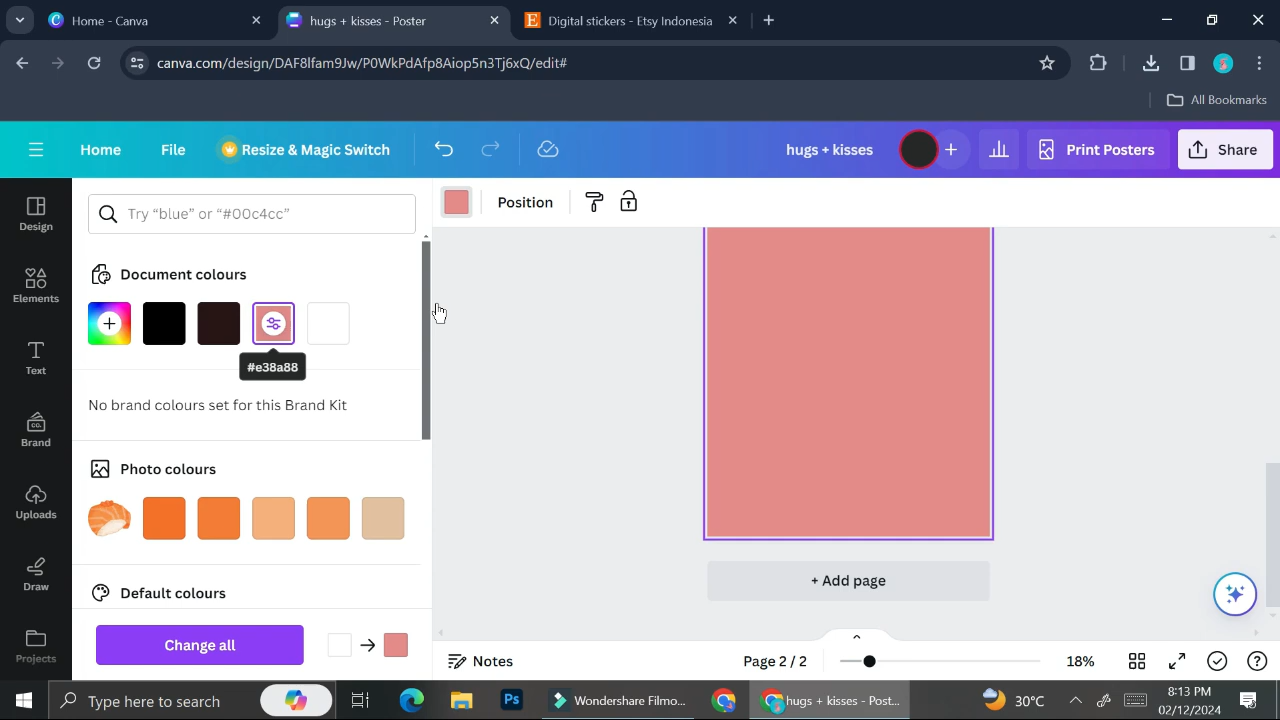 Home - Canva
hugs + kisses - Poster
Digital stickers - Etsy Indonesia
canva.com/design/DAF8lfam9Jw/P0WkPdAfp8Aiop5n3Tj6xQ/edit#
All Bookmarks
Home
File
Resize & Magic Switch
hugs + kisses
Print Posters
Share
Design
Elements
Text
Brand
Uploads
Draw
Projects
Try “blue” or “#00c4cc”
Position
Document colours
#e38a88
No brand colours set for this Brand Kit
Photo colours
Default colours
Change all
+ Add page
Notes
Page 2 / 2
18%
Type here to search
Ps
Wondershare Filmo...
hugs + kisses - Post...
30°C
8:13 PM
02/12/2024